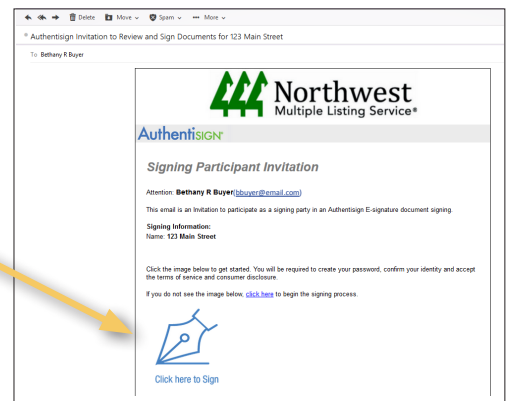 Delete Move Spam More
Authentisign Invitation to Review and Sign Documents for 123 Main Street
To Bethany R Buyer
Northwest
Multiple Listing Service®
AuthentiSIGN®
Signing Participant Invitation
Attention: Bethany R Buyer(bbuyer@email.com)
This email is an Invitation to participate as a signing party in an Authentisign E-signature document signing.
Signing Information:
Name: 123 Main Street
Click the image below to get started. You will be required to create your password, confirm your identity and accept
the terms of service and consumer disclosure.
If you do not see the image below, click here to begin the signing process.
Click here to Sign